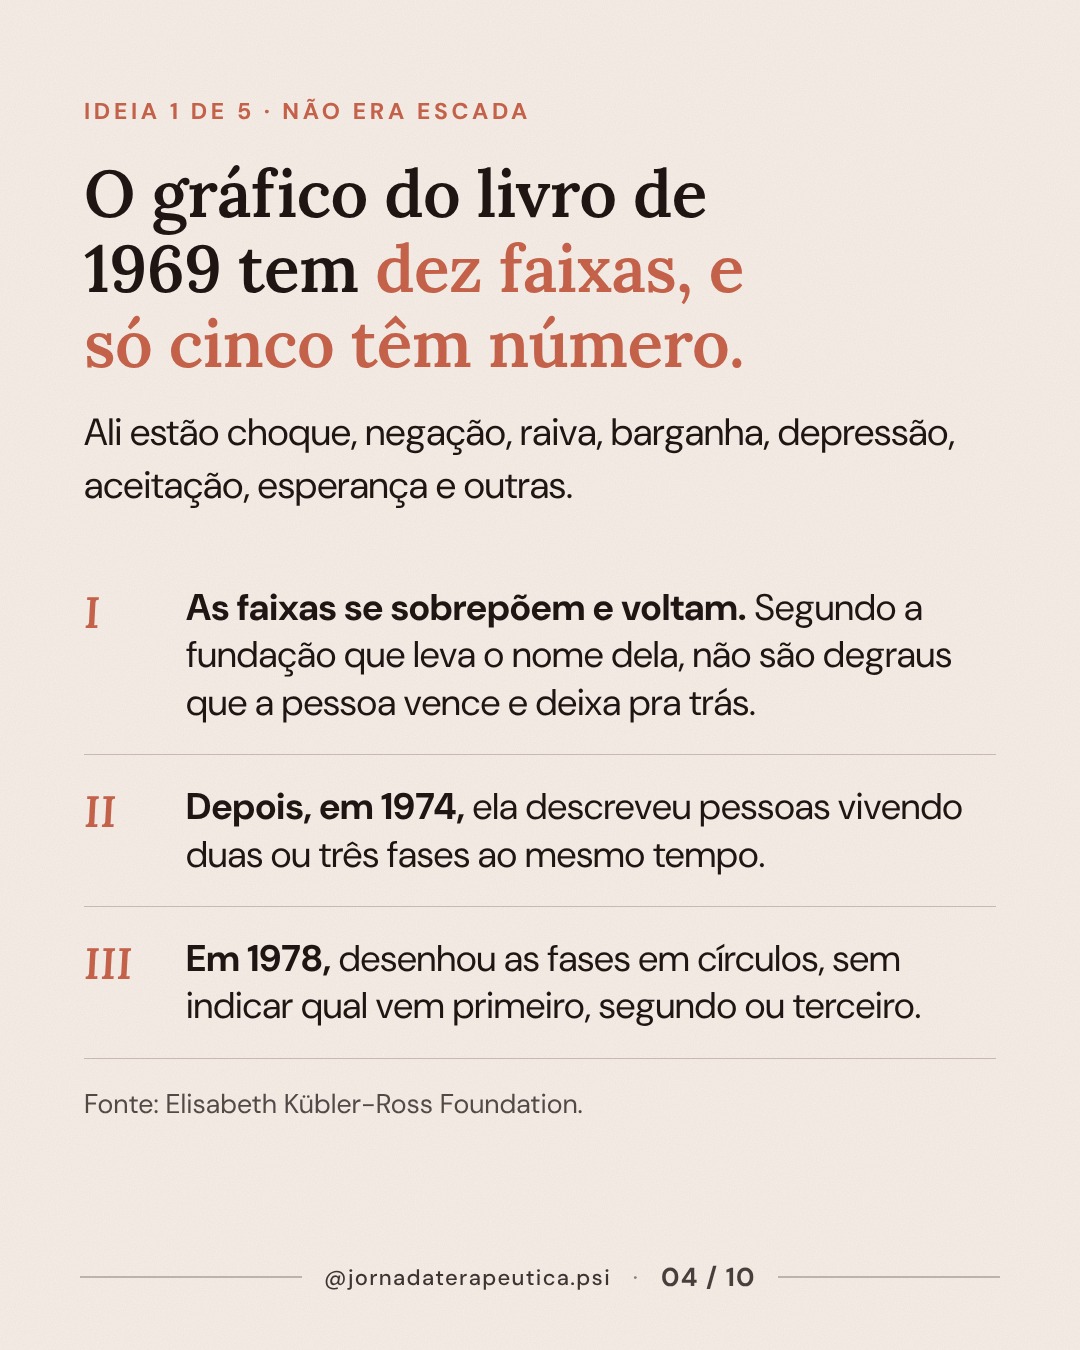 IDEIA 1 DE 5 · NÃO ERA ESCADA
O gráfico do livro de
1969 tem dez faixas, e
só cinco têm número.
Ali estão choque, negação, raiva, barganha, depressão,
aceitação, esperança e outras.
I
As faixas se sobrepõem e voltam. Segundo a
fundação que leva o nome dela, não são degraus
que a pessoa vence e deixa pra trás.
II
Depois, em 1974, ela descreveu pessoas vivendo
duas ou três fases ao mesmo tempo.
III
Em 1978, desenhou as fases em círculos, sem
indicar qual vem primeiro, segundo ou terceiro.
Fonte: Elisabeth Kübler-Ross Foundation.
@jornadaterapeutica.psi · 04 / 10